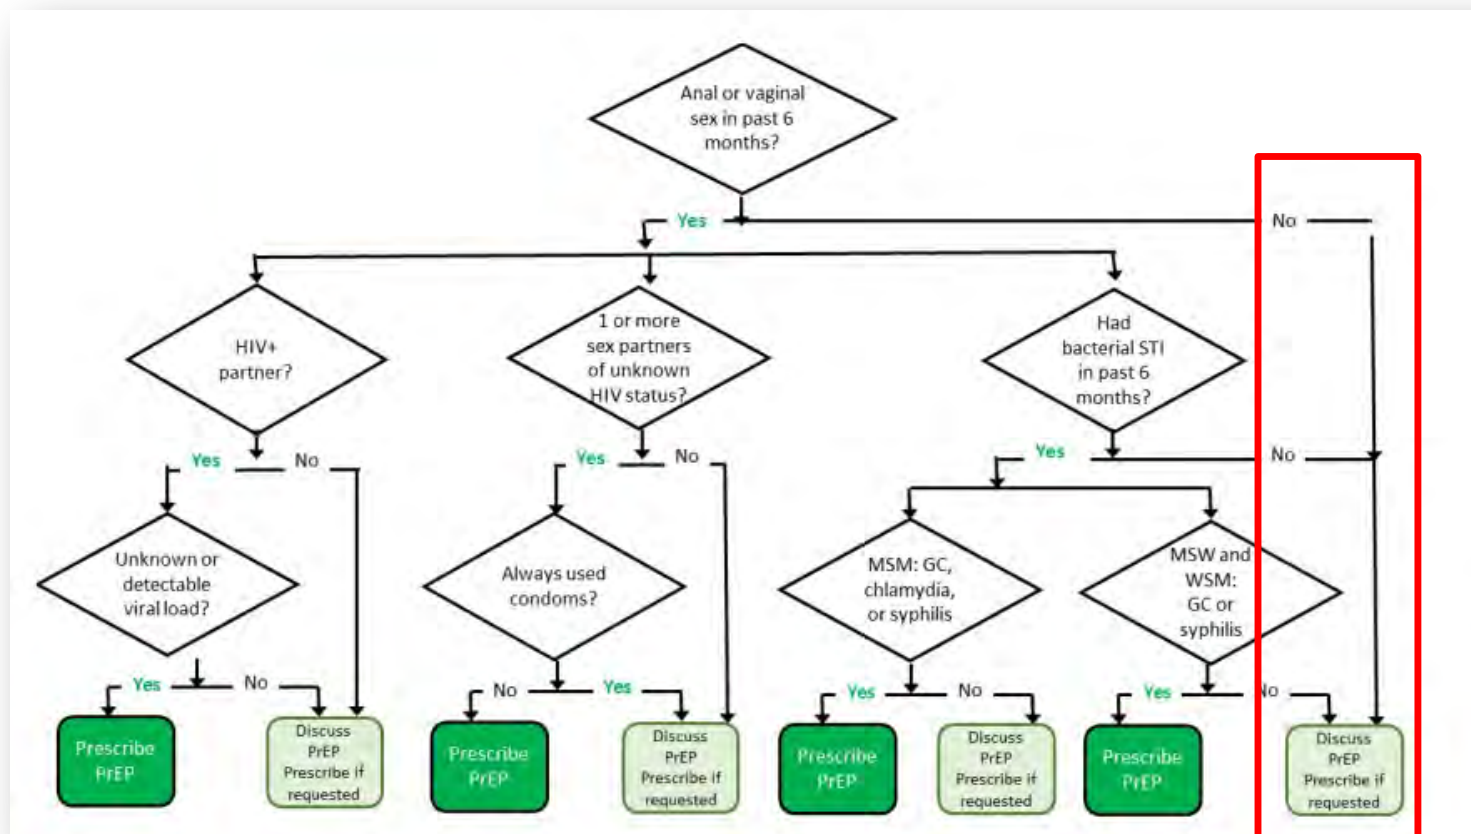 Anal or vaginal
sex in past 6
months?
Yes
No
HIV+
partner?
1 or more
sex partners
of unknown
HIV status?
Had
bacterial STI
in past 6
months?
Yes
No
Yes
No
Yes
No
Unknown or
detectable
viral load?
Always used
condoms?
MSM: GC,
chlamydia,
or syphilis
MSW and
WSM:
GC or
syphilis
Yes
No
No
Yes
Yes
No
Yes
No
Prescribe
PrEP
Discuss
PrEP
Prescribe if
requested
Prescribe
PrEP
Discuss
PrEP
Prescribe if
requested
Prescribe
PrEP
Discuss
PrEP
Prescribe if
requested
Prescribe
PrEP
Discuss
PrEP
Prescribe if
requested